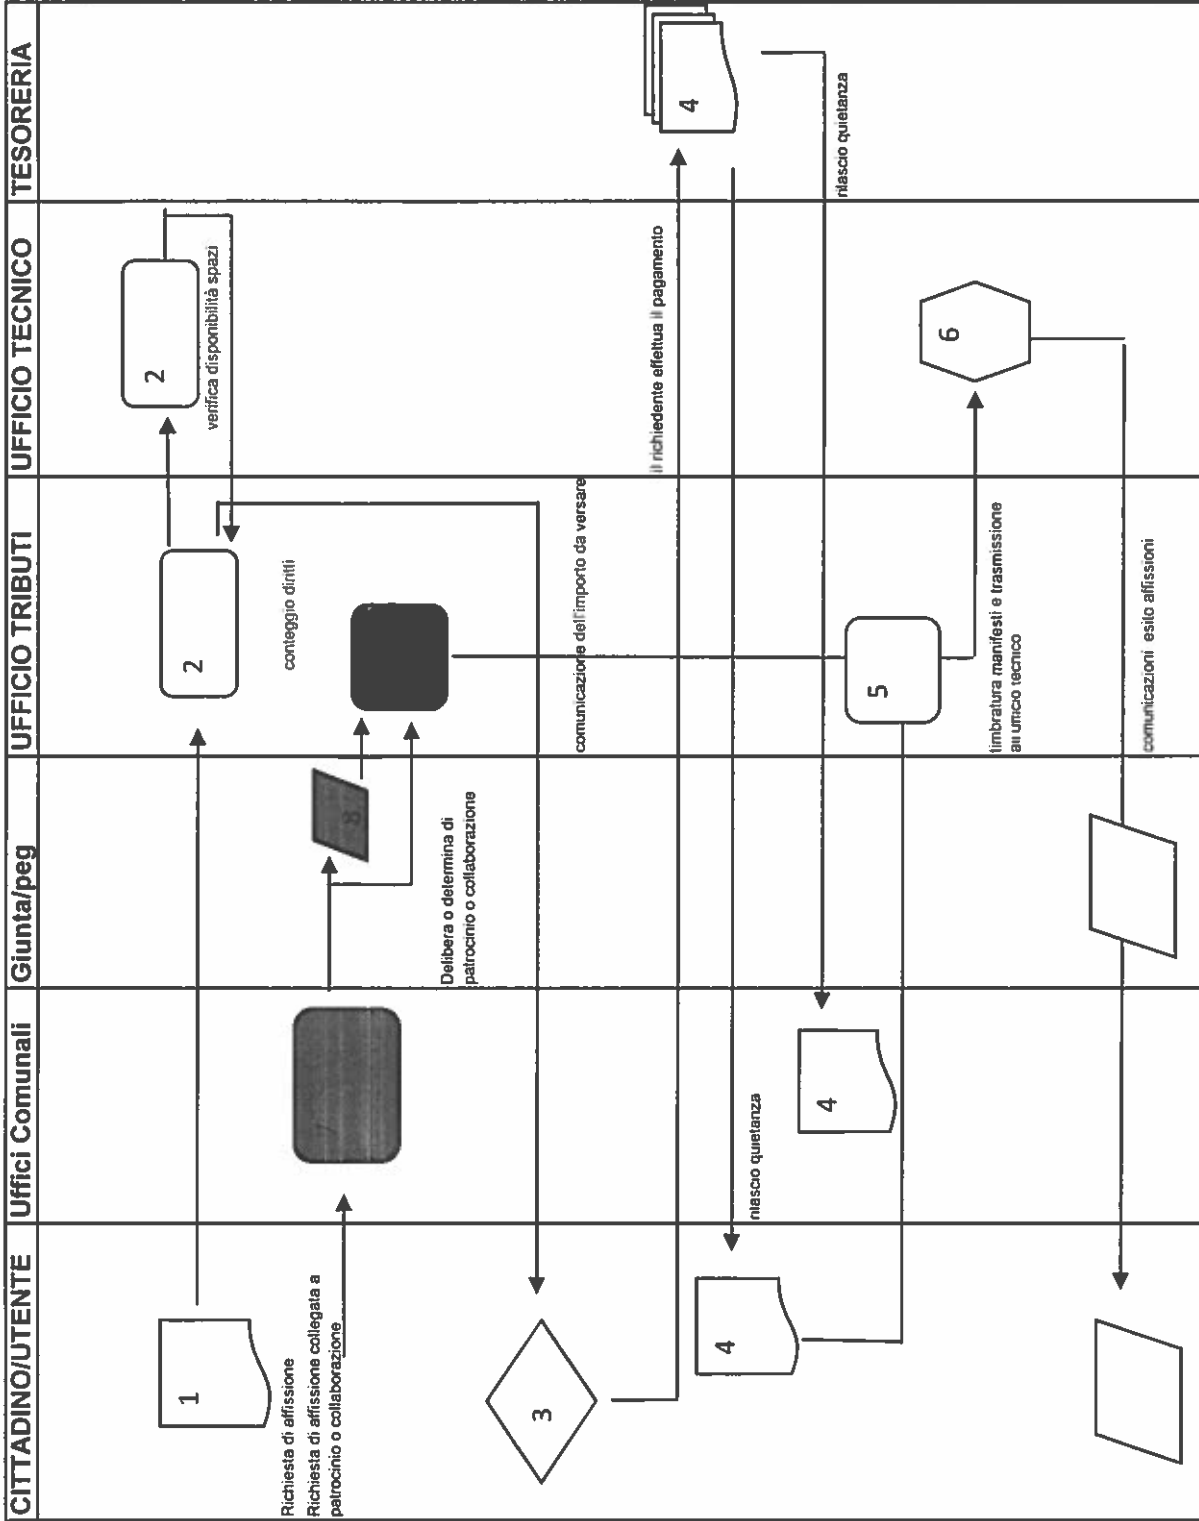 CITTADINO/UTENTE
Uffici Comunali
Giunta/peg
UFFICIO TRIBUTI
UFFICIO TECNICO
TESORERIA
1
2
2
verifica disponibilità spazi
Richiesta di affissione
Richiesta di affissione collegata a
patrocinio o collaborazione
7
8
conteggio diritti
Delibera o determina di
patrocinio o collaborazione
3
comunicazione dell'importo da versare
il richiedente effettua il pagamento
4
4
rilascio quietanza
4
rilascio quietanza
5
6
timbratura manifesti e trasmissione
all'ufficio tecnico
comunicazioni esito affissioni